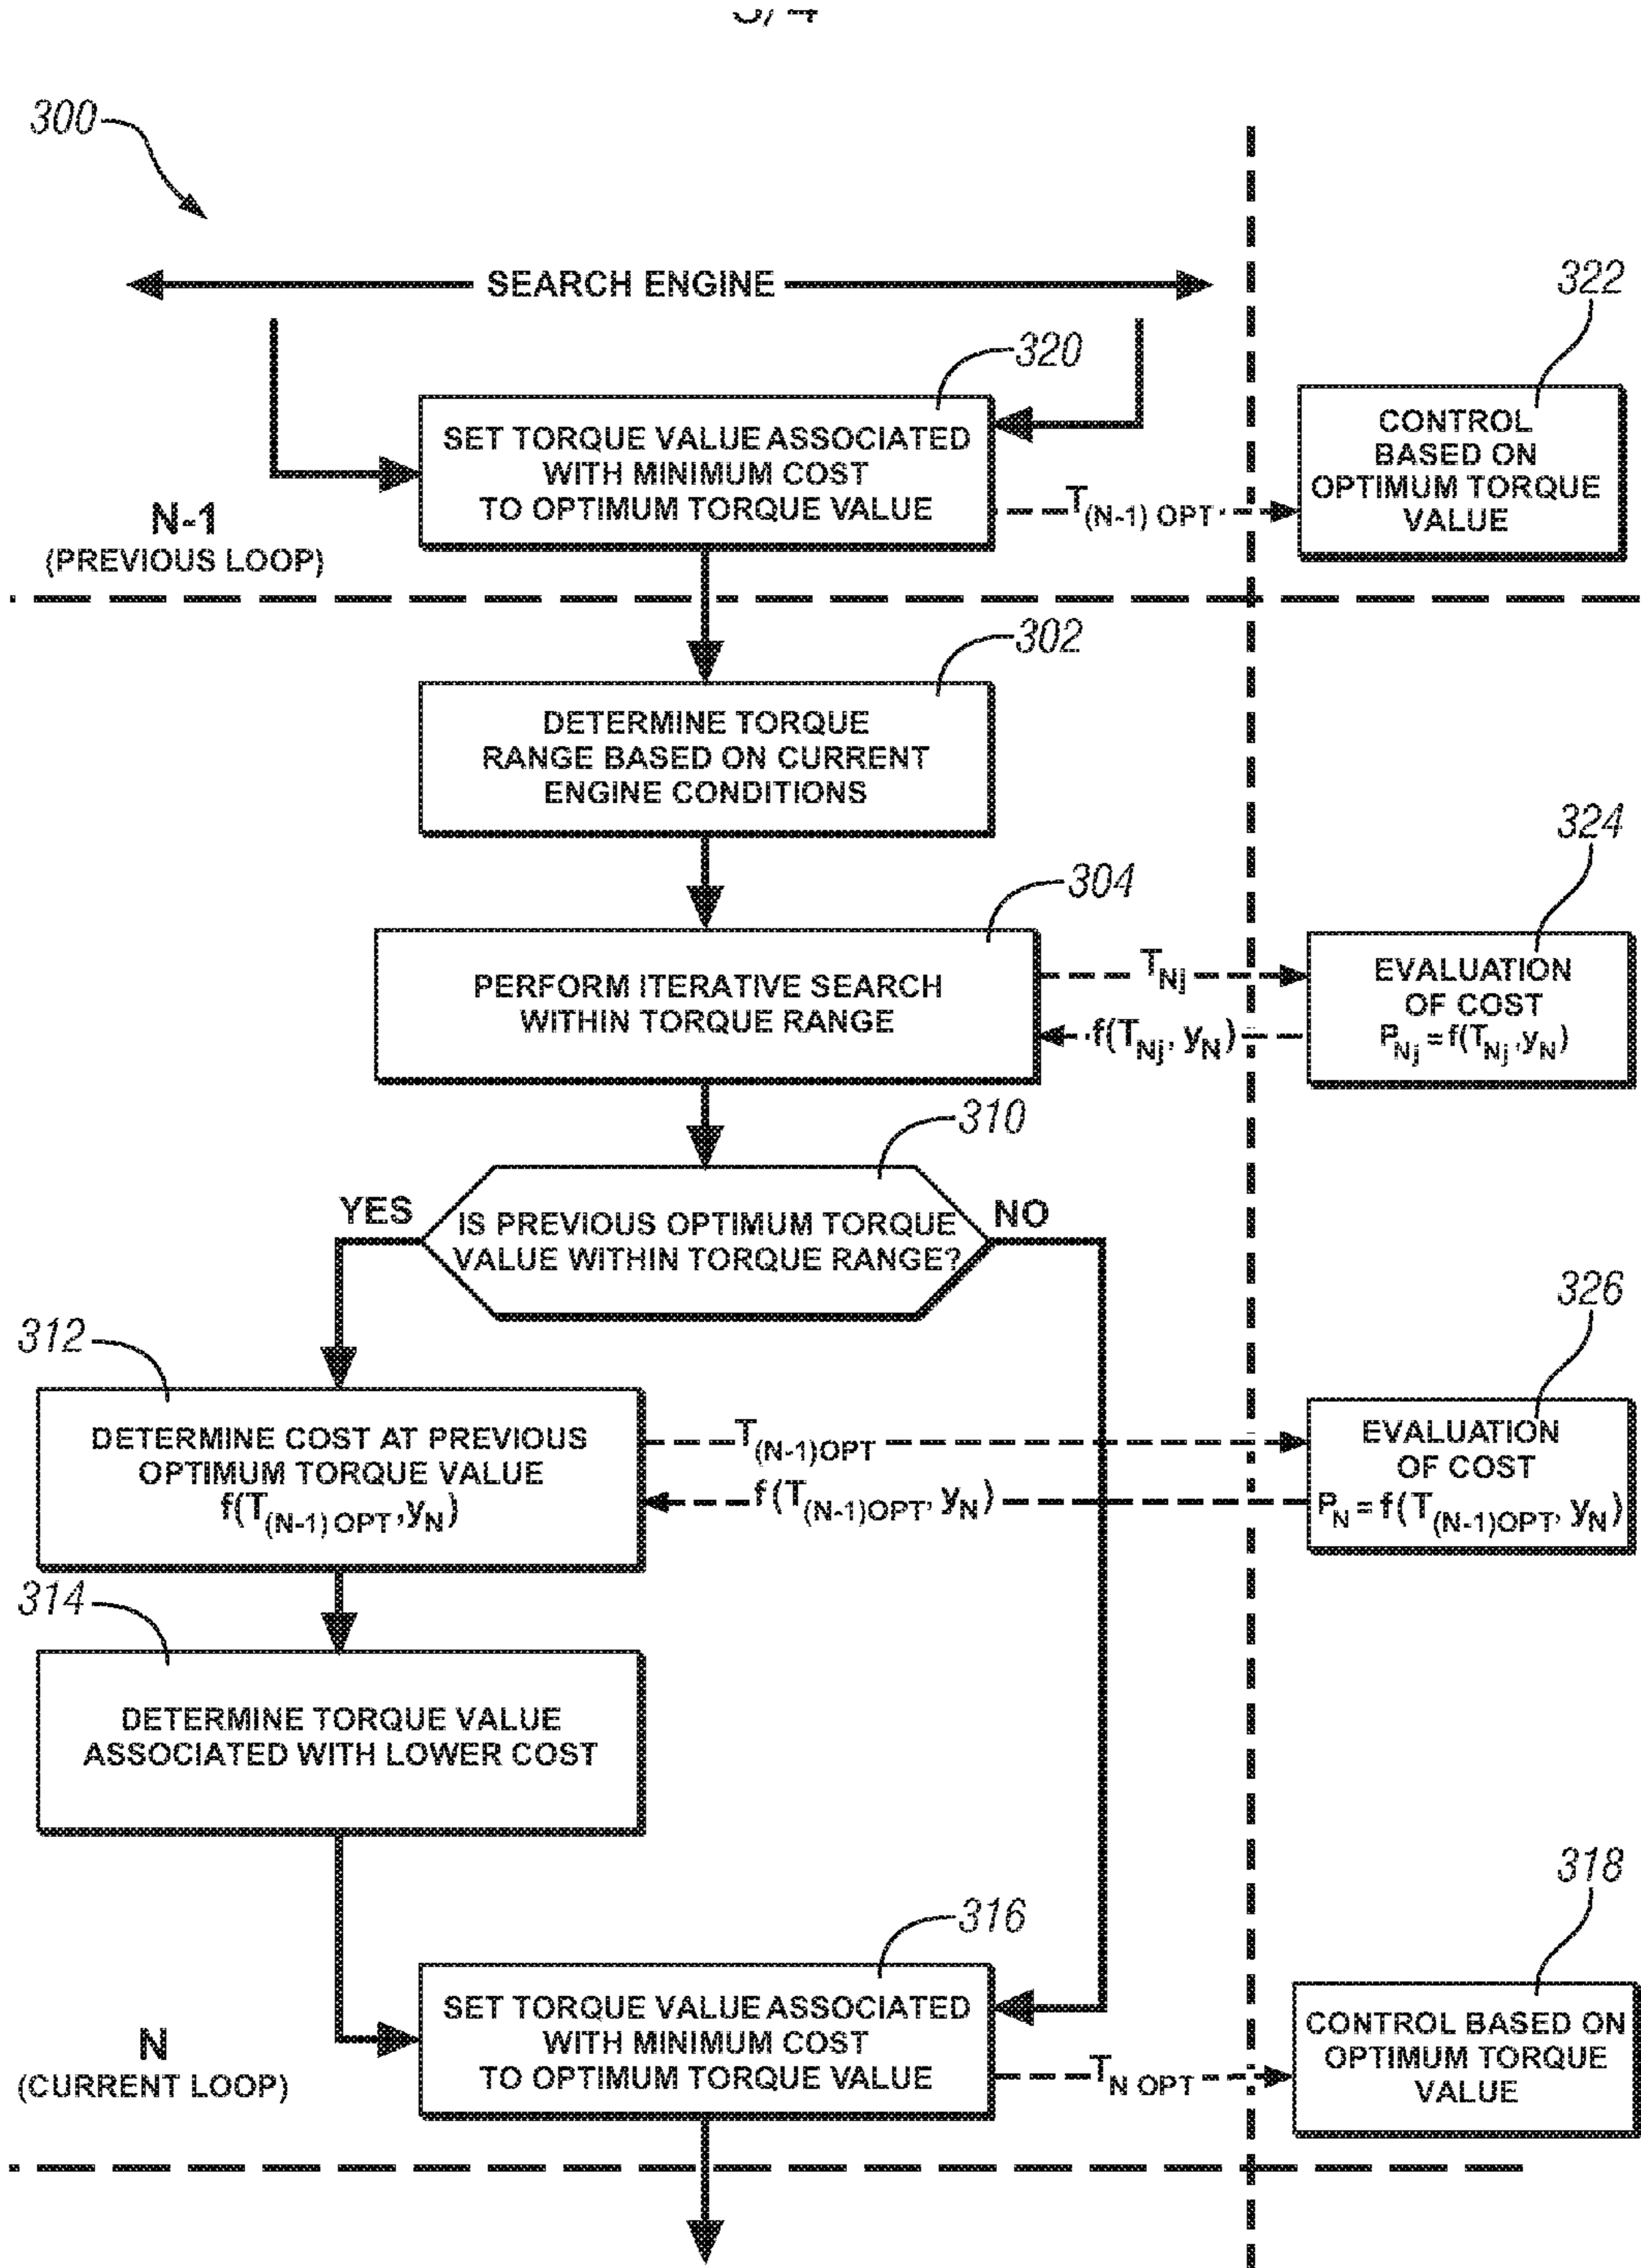 300
SEARCH ENGINE
322
320
SET TORQUE VALUE ASSOCIATED
WITH MINIMUM COST
TO OPTIMUM TORQUE VALUE
T(N-1) OPT
CONTROL
BASED ON
OPTIMUM TORQUE
VALUE
N-1
(PREVIOUS LOOP)
302
DETERMINE TORQUE
RANGE BASED ON CURRENT
ENGINE CONDITIONS
324
304
PERFORM ITERATIVE SEARCH
WITHIN TORQUE RANGE
TNj
f(TNj, yN)
EVALUATION
OF COST
PNj = f(TNj, yN)
310
YES
IS PREVIOUS OPTIMUM TORQUE
VALUE WITHIN TORQUE RANGE?
NO
326
312
DETERMINE COST AT PREVIOUS
OPTIMUM TORQUE VALUE
f(T(N-1) OPT, yN)
T(N-1)OPT
f(T(N-1)OPT, yN)
EVALUATION
OF COST
PN = f(T(N-1)OPT, yN)
314
DETERMINE TORQUE VALUE
ASSOCIATED WITH LOWER COST
318
316
SET TORQUE VALUE ASSOCIATED
WITH MINIMUM COST
TO OPTIMUM TORQUE VALUE
TN OPT
CONTROL BASED ON
OPTIMUM TORQUE
VALUE
N
(CURRENT LOOP)